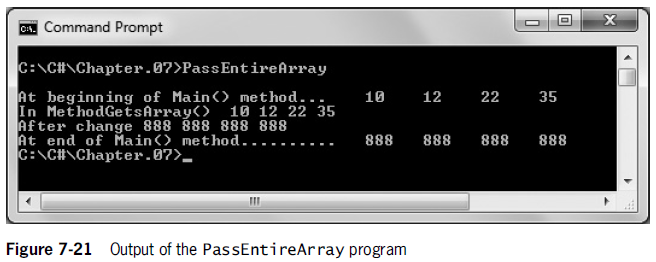 Command Prompt
C:\C#\Chapter.07>PassEntireArray
At beginning of Main() method... 10 12 22 35
In MethodGetsArray() 10 12 22 35
After change 888 888 888 888
At end of Main() method.......... 888 888 888 888
C:\C#\Chapter.07>_
Figure 7-21 Output of the PassEntireArray program